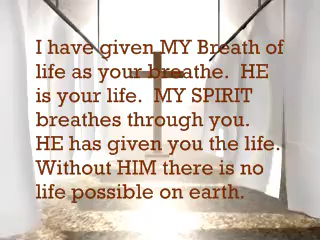 I have given MY Breath of
life as your breathe.  HE
is your life.  MY SPIRIT
breathes through you.
HE has given you the life.
Without HIM there is no
life possible on earth.